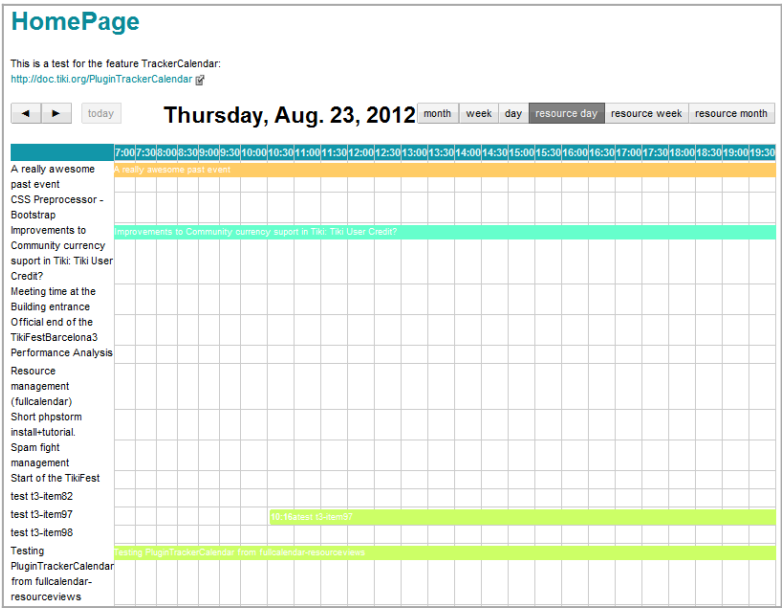 HomePage
This is a test for the feature TrackerCalendar:
http://doc.tiki.org/PluginTrackerCalendar
today
Thursday, Aug. 23, 2012
month week day resource day resource week resource month
7:00 7:30 8:00 8:30 9:00 9:30 10:00 10:30 11:00 11:30 12:00 12:30 13:00 13:30 14:00 14:30 15:00 15:30 16:00 16:30 17:00 17:30 18:00 18:30 19:00 19:30
A really awesome
past event
A really awesome past event
CSS Preprocessor -
Bootstrap
Improvements to
Community currency
suport in Tiki: Tiki User
Credit?
Improvements to Community currency suport in Tiki: Tiki User Credit?
Meeting time at the
Building entrance
Official end of the
TikiFestBarcelona3
Performance Analysis
Resource
management
(fullcalendar)
Short phpstorm
install+tutorial.
Spam fight
management
Start of the TikiFest
test t3-item82
test t3-item97
10:15atest t3-item97
test t3-item98
Testing
PluginTrackerCalendar
from fullcalendar-
resourceviews
Testing PluginTrackerCalendar from fullcalendar-resourceviews